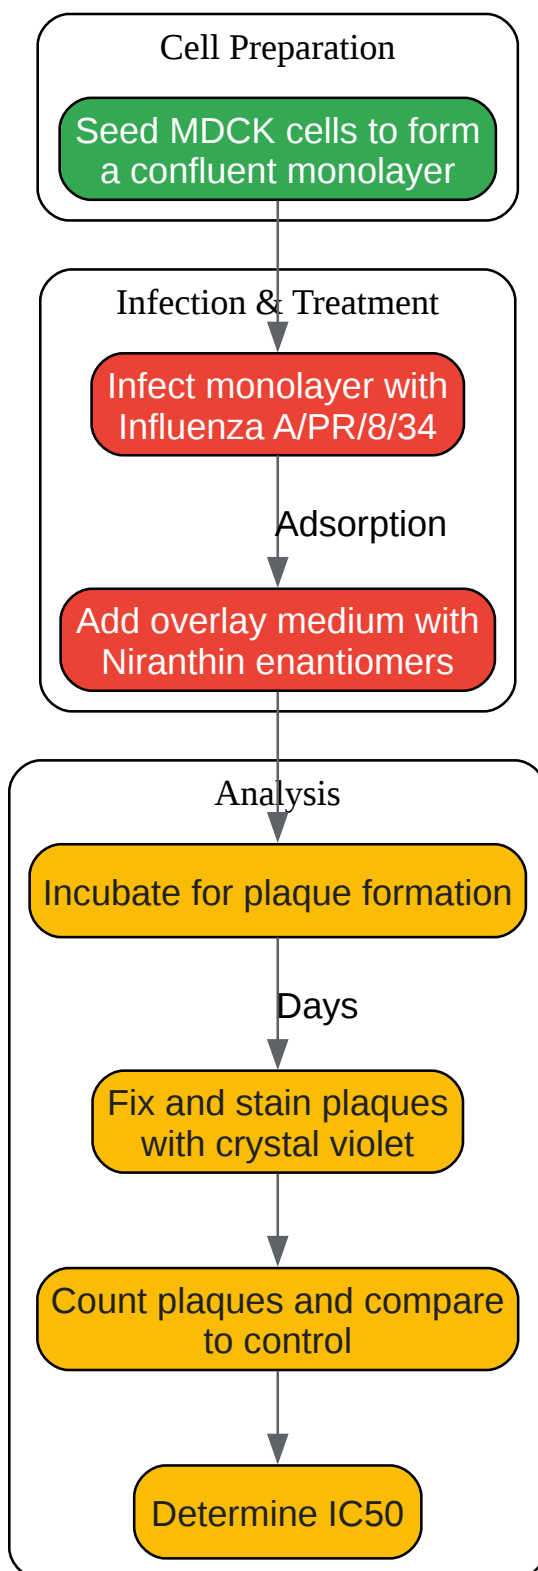 Cell Preparation
Seed MDCK cells to form
a confluent monolayer
Infection & Treatment
Infect monolayer with
Influenza A/PR/8/34
Adsorption
Add overlay medium with
Niranthin enantiomers
Analysis
Incubate for plaque formation
Days
Fix and stain plaques
with crystal violet
Count plaques and compare
to control
Determine IC50